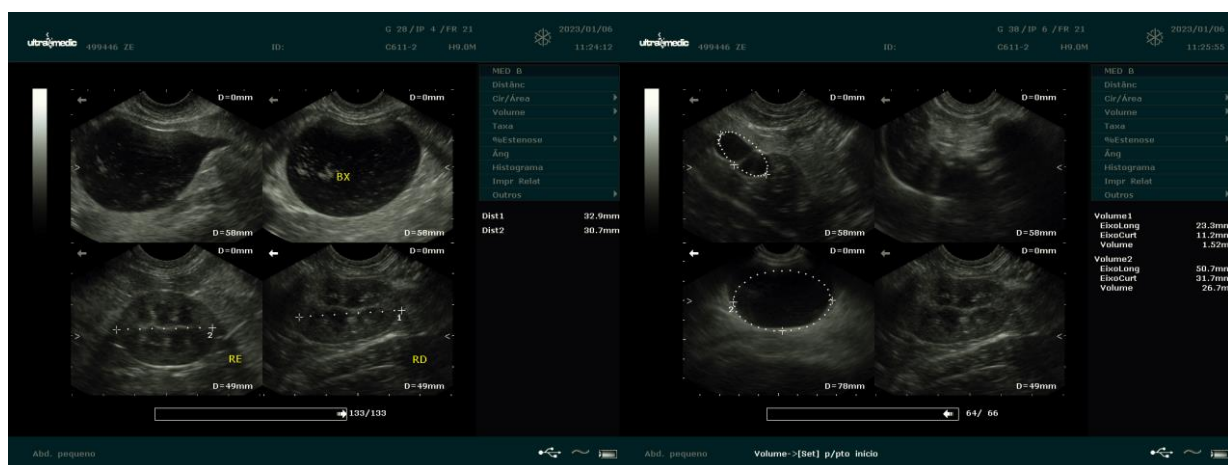 ultramedic
499446 ZE
ID:
G 28/IP 4 /FR 21
C611-2 H9.0M
2023/01/06
11:24:12
D=0mm
D=0mm
BX
D=58mm
D=58mm
D=0mm
D=0mm
2
1
RE
RD
D=49mm
D=49mm
133/133
MED B
Distânc
Cir/Área
Volume
Taxa
%Estenose
Âng
Histograma
Impr Relat
Outros
Dist1 32.9mm
Dist2 30.7mm
Abd. pequeno
ultramedic
499446 ZE
ID:
G 30/IP 6 /FR 21
C611-2 H9.0M
2023/01/06
11:25:55
D=0mm
D=0mm
D=58mm
D=58mm
D=0mm
D=0mm
2
D=78mm
D=49mm
64/ 66
MED B
Distânc
Cir/Área
Volume
Taxa
%Estenose
Âng
Histograma
Impr Relat
Outros
Volume1
EixoLong 23.3mm
EixoCurt 11.2mm
Volume 1.52m
Volume2
EixoLong 50.7mm
EixoCurt 31.7mm
Volume 26.7m
Abd. pequeno
Volume->[Set] p/pto início